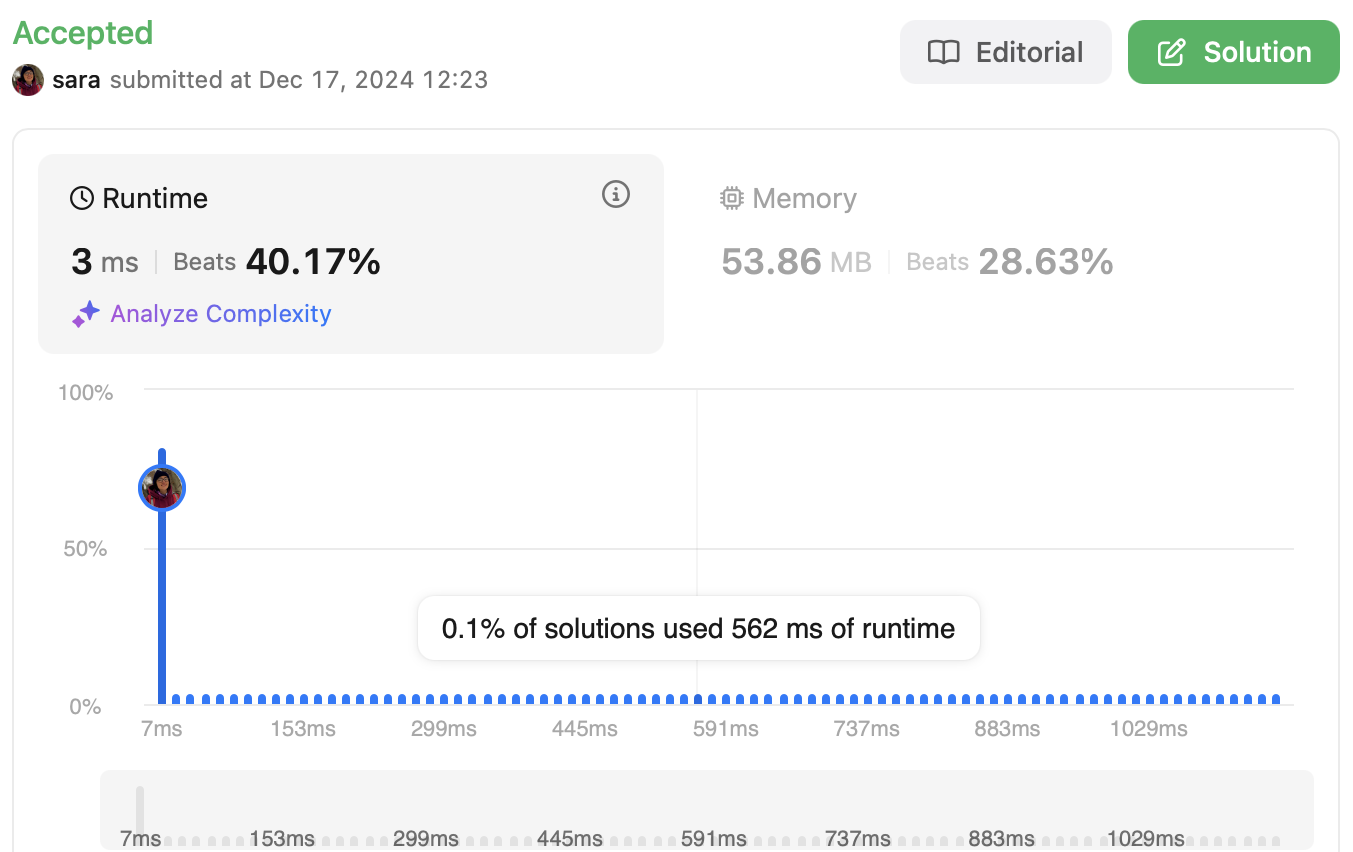 Accepted
sara submitted at Dec 17, 2024 12:23
Editorial
Solution
Runtime
3 ms Beats 40.17%
Analyze Complexity
Memory
53.86 MB Beats 28.63%
100%
50%
0%
0.1% of solutions used 562 ms of runtime
7ms 153ms 299ms 445ms 591ms 737ms 883ms 1029ms
7ms 153ms 299ms 445ms 591ms 737ms 883ms 1029ms